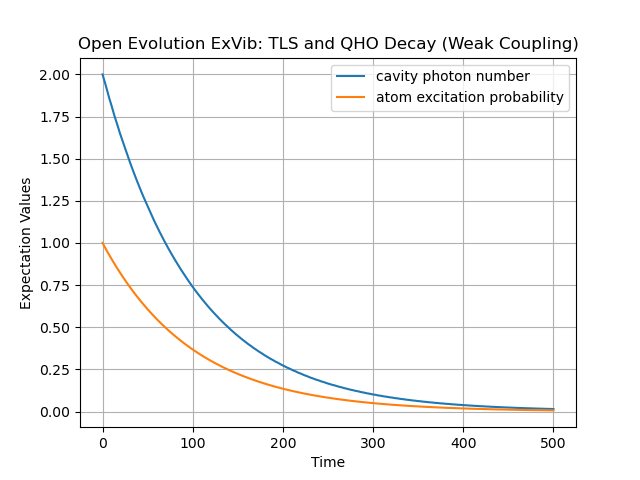 Open Evolution ExVib: TLS and QHO Decay (Weak Coupling)
cavity photon number
atom excitation probability
Expectation Values
2.00
1.75
1.50
1.25
1.00
0.75
0.50
0.25
0.00
0 100 200 300 400 500
Time